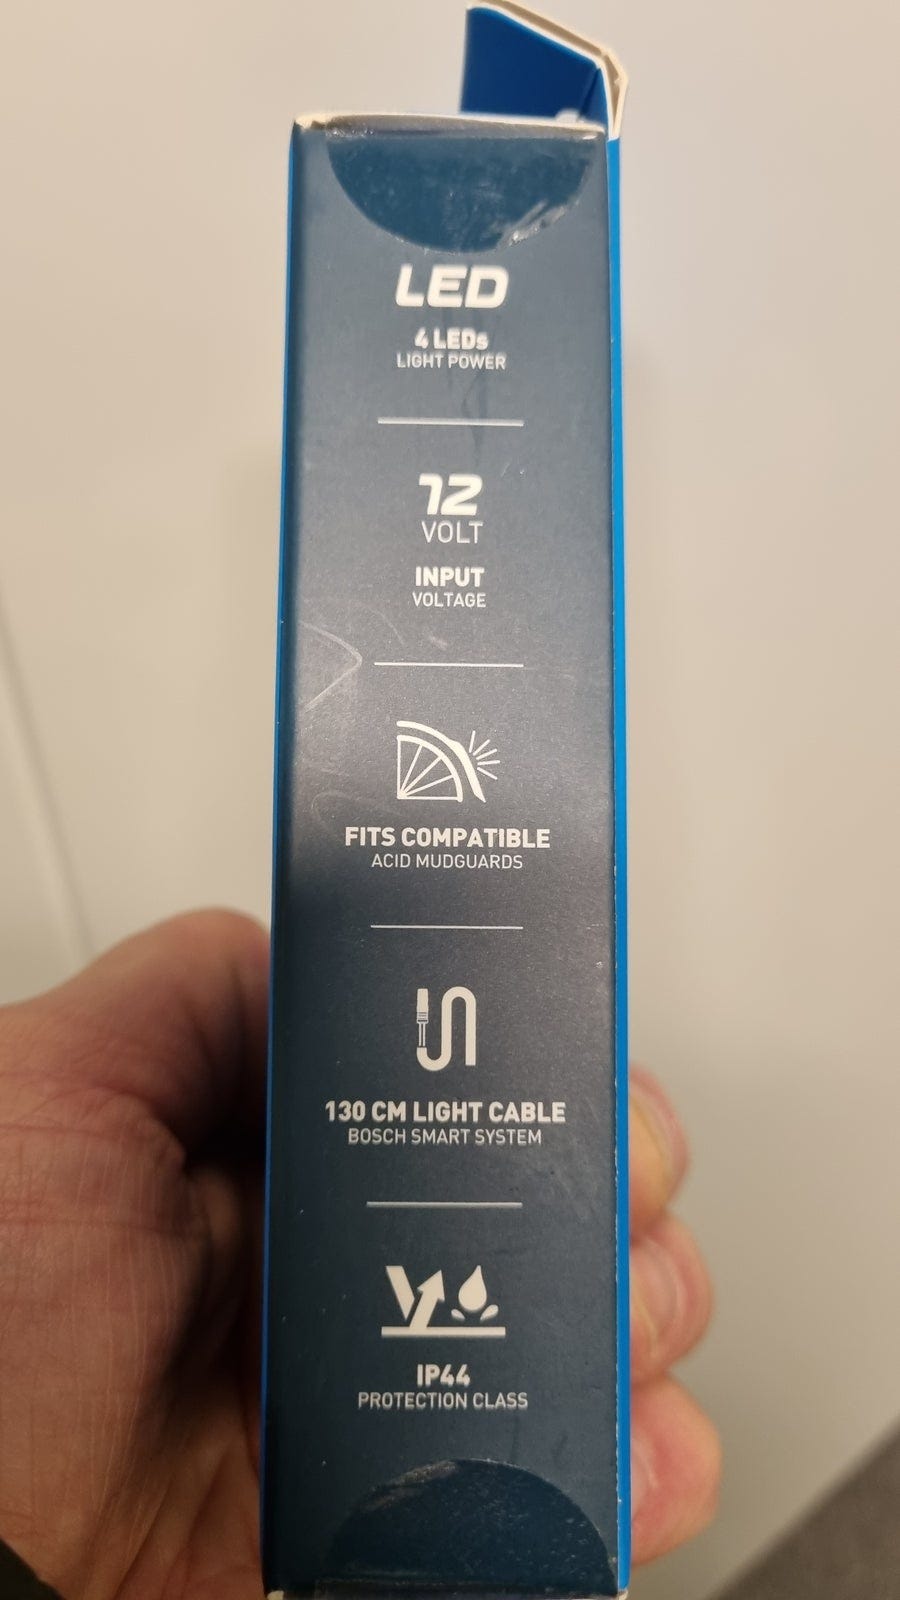 LED
4 LEDs
LIGHT POWER
12
VOLT
INPUT
VOLTAGE
FITS COMPATIBLE
ACID MUDGUARDS
130 CM LIGHT CABLE
BOSCH SMART SYSTEM
IP44
PROTECTION CLASS